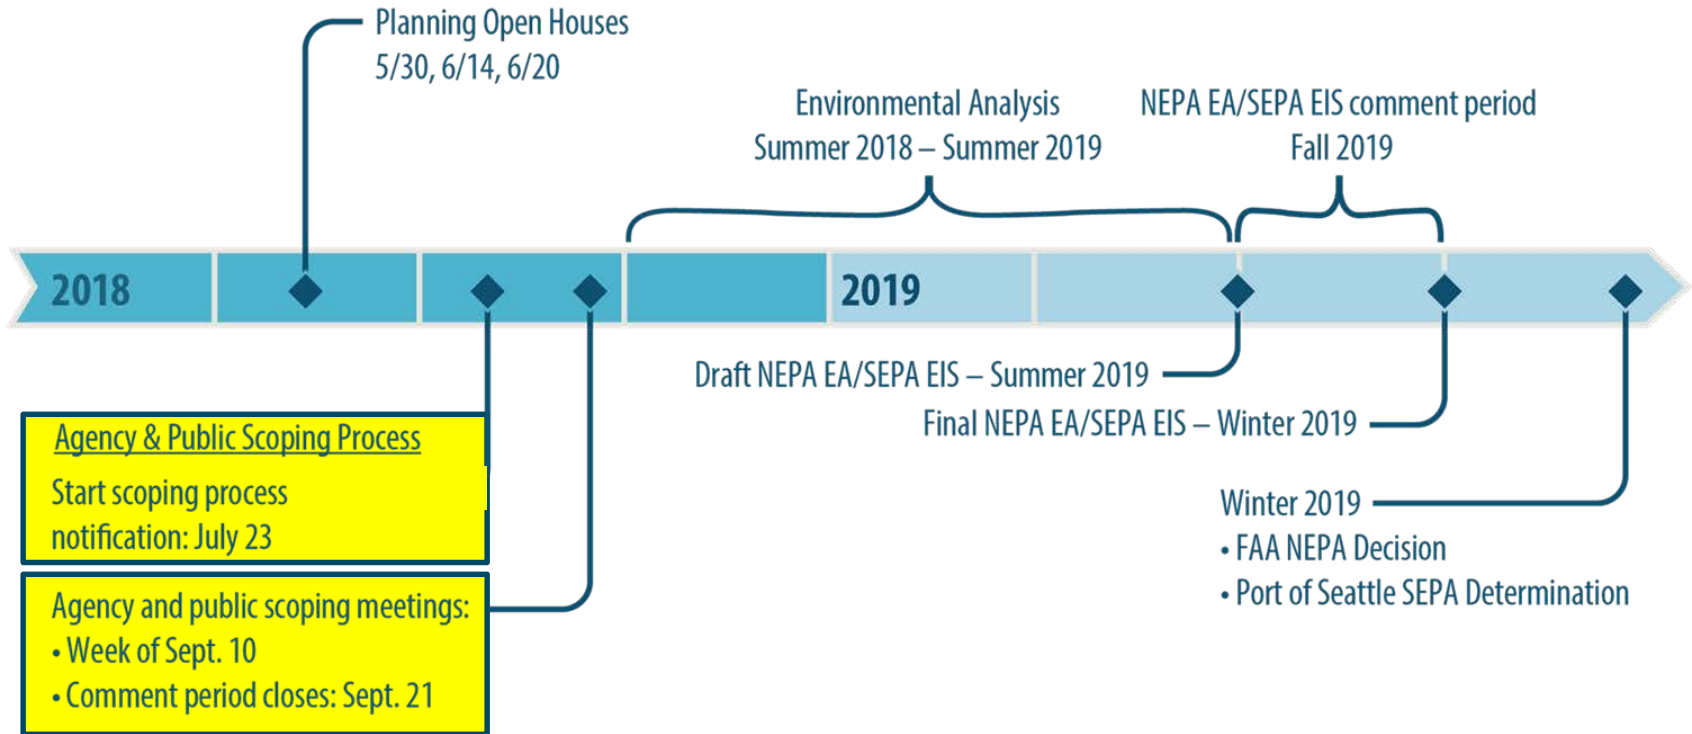 Planning Open Houses
5/30, 6/14, 6/20
Environmental Analysis
Summer 2018 – Summer 2019
NEPA EA/SEPA EIS comment period
Fall 2019
2018
2019
Draft NEPA EA/SEPA EIS – Summer 2019
Final NEPA EA/SEPA EIS – Winter 2019
Agency & Public Scoping Process
Start scoping process
notification: July 23
Agency and public scoping meetings:
• Week of Sept. 10
• Comment period closes: Sept. 21
Winter 2019
• FAA NEPA Decision
• Port of Seattle SEPA Determination